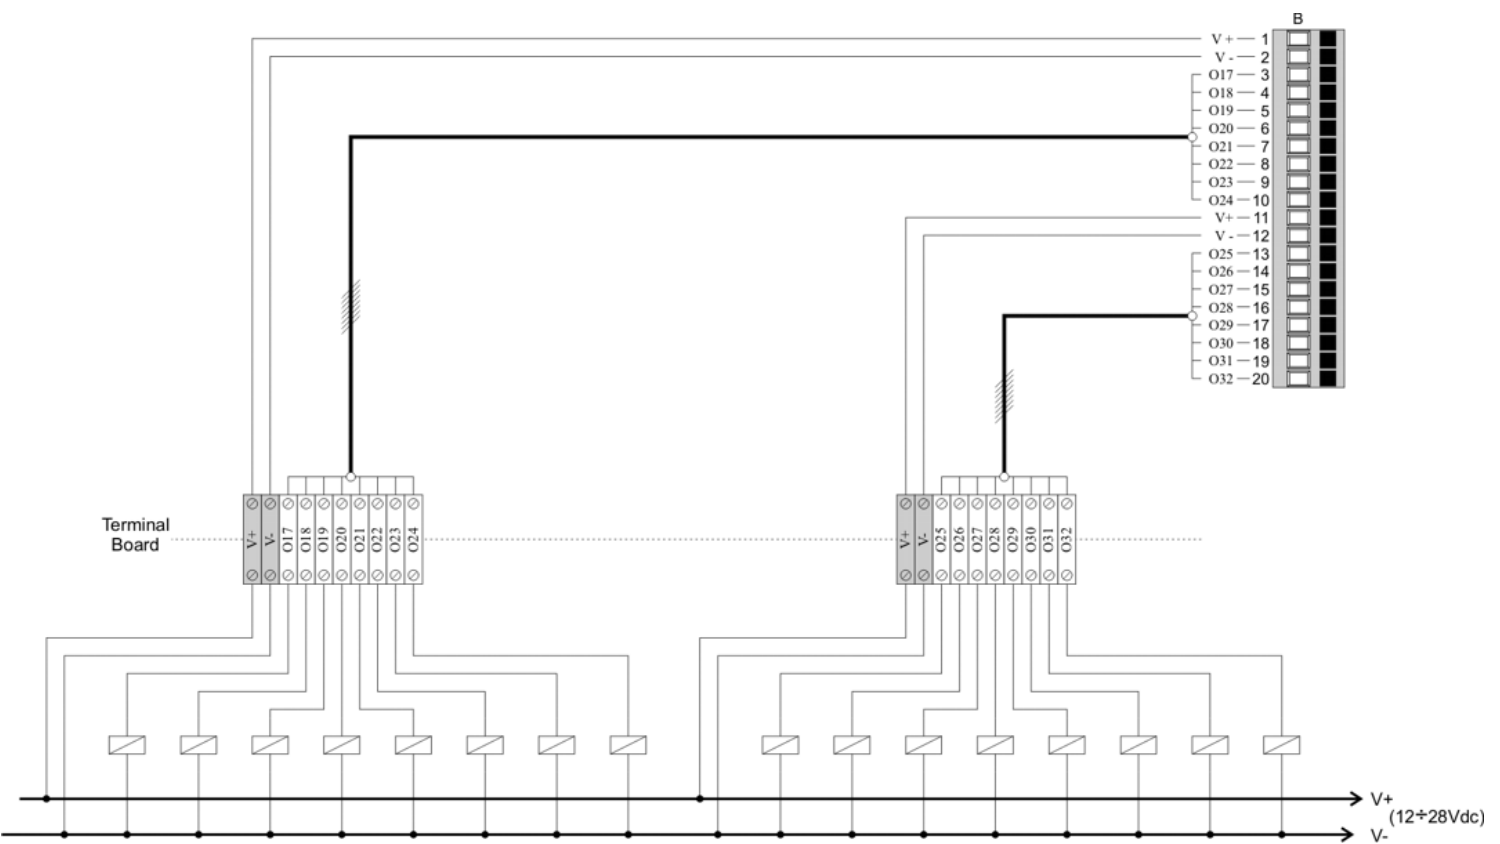 B
V + 1
V - 2
O17 3
O18 4
O19 5
O20 6
O21 7
O22 8
O23 9
O24 10
V+ 11
V - 12
O25 13
O26 14
O27 15
O28 16
O29 17
O30 18
O31 19
O32 20
Terminal
Board
V+ V- O17 O18 O19 O20 O21 O22 O23 O24
V+ V- O25 O26 O27 O28 O29 O30 O31 O32
V+
(12÷28Vdc)
V-